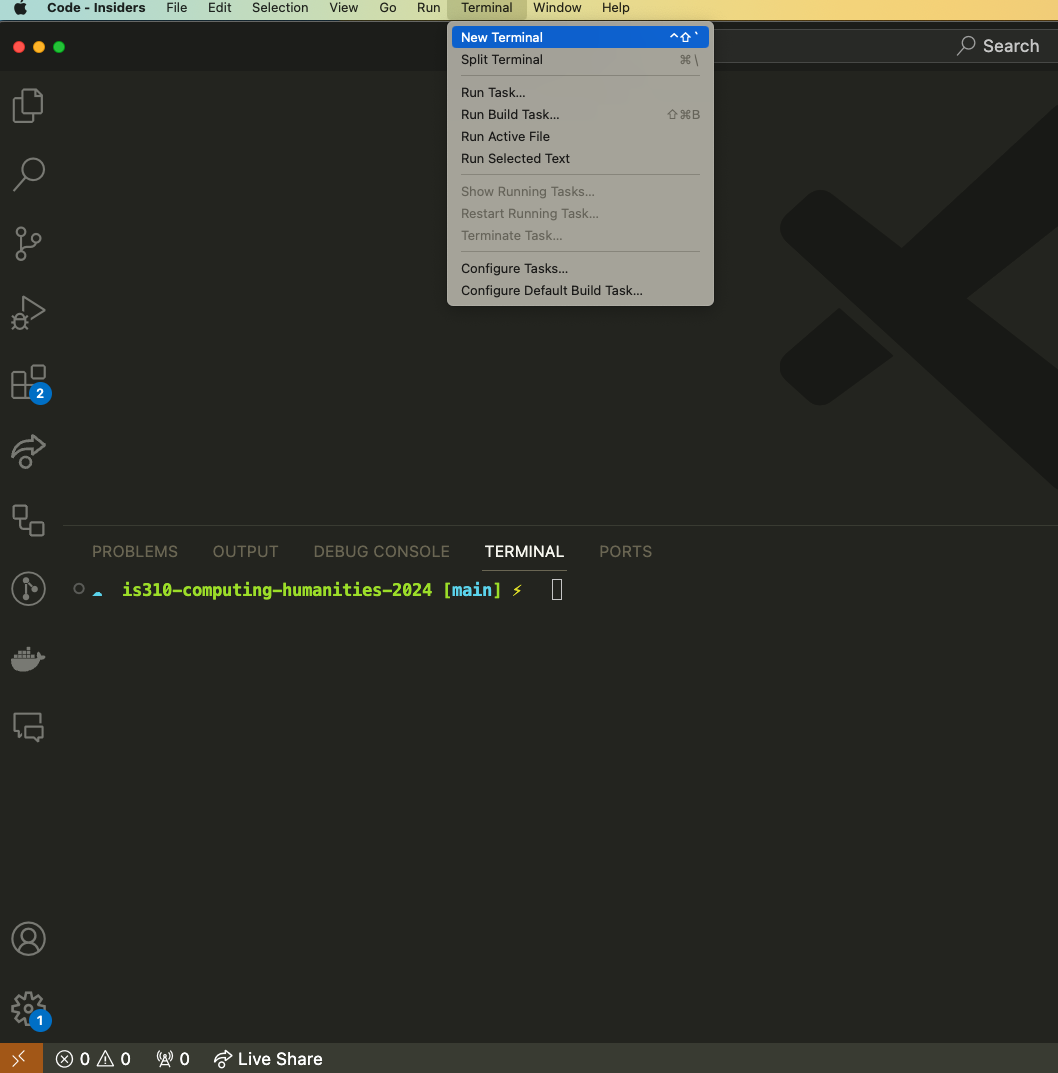 Code - Insiders File Edit Selection View Go Run Terminal Window Help
Search
New Terminal ^⇧`
Split Terminal ⌘\
Run Task...
Run Build Task... ⇧⌘B
Run Active File
Run Selected Text
Show Running Tasks...
Restart Running Task...
Terminate Task...
Configure Tasks...
Configure Default Build Task...
2
PROBLEMS OUTPUT DEBUG CONSOLE TERMINAL PORTS
is310-computing-humanities-2024 [main] ⚡
1
0 0 0 Live Share